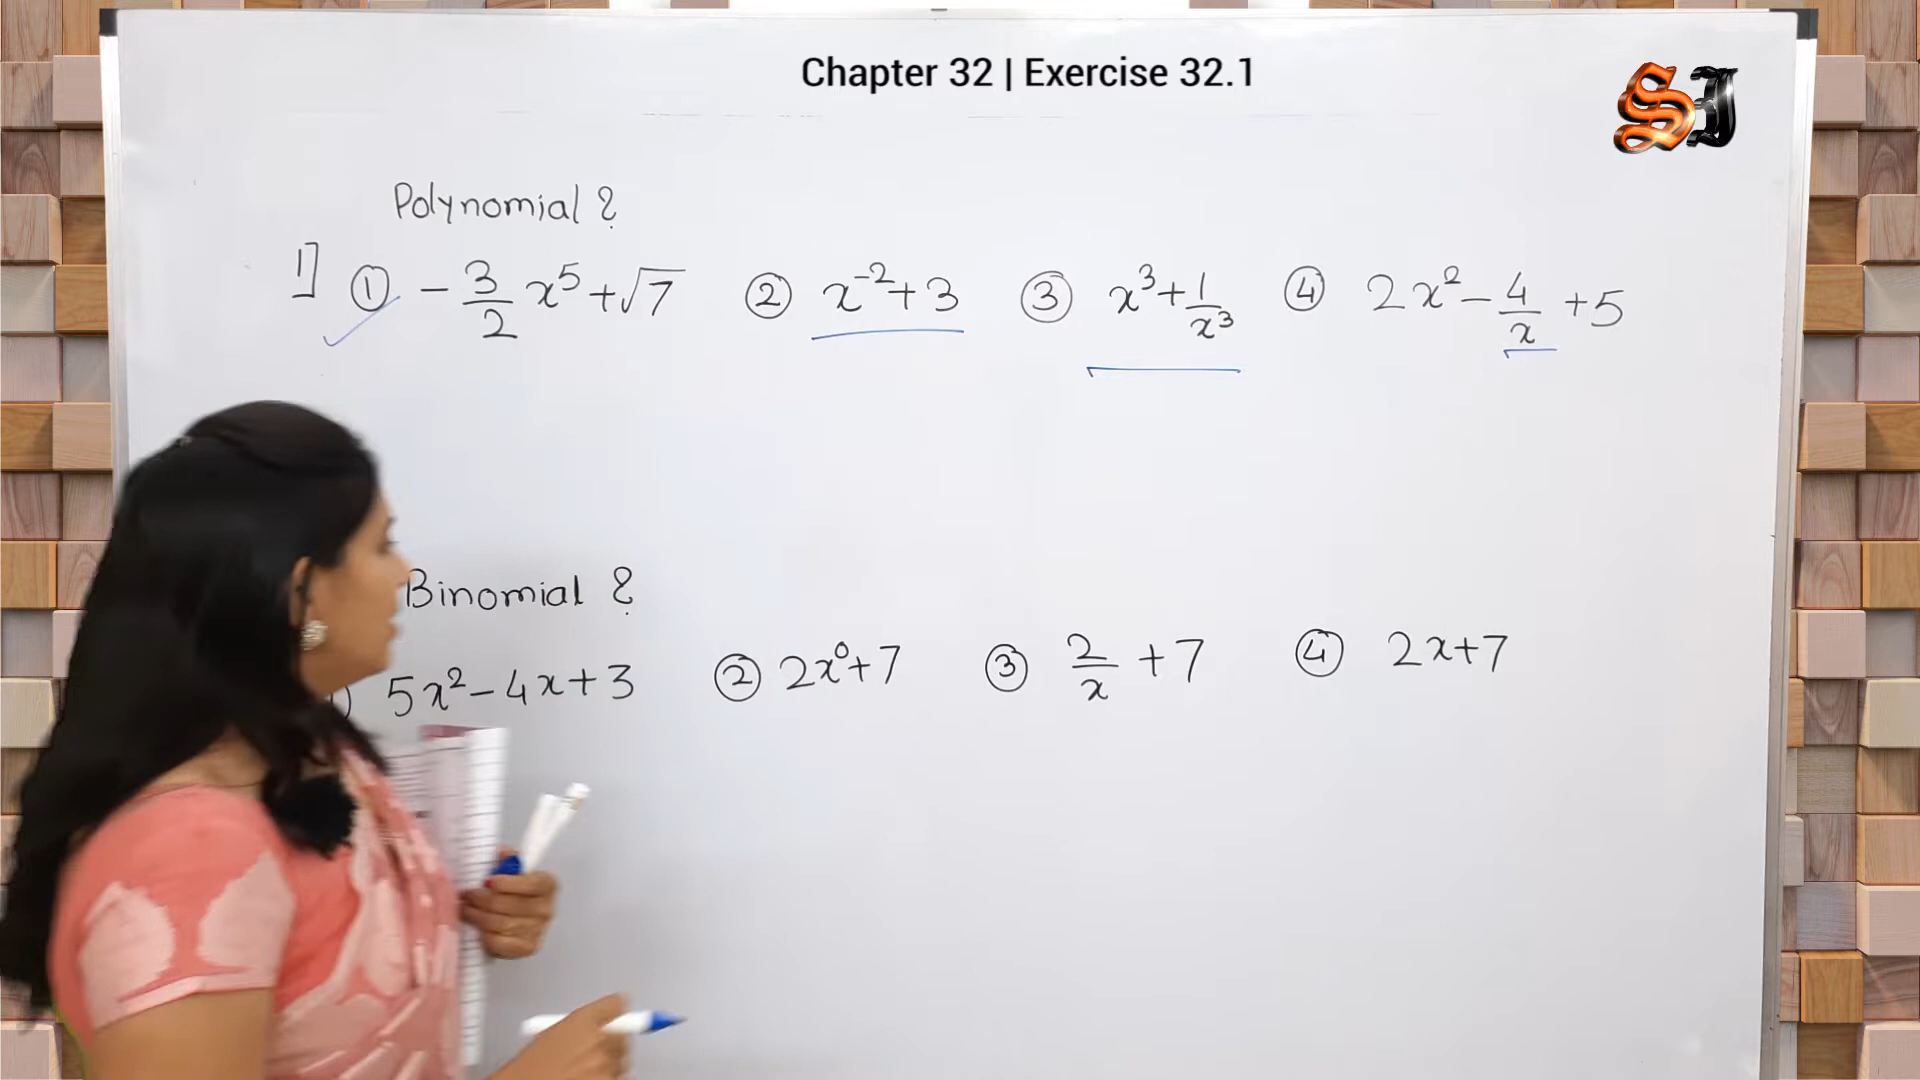 Chapter 32 | Exercise 32.1
SI
Polynomial ?
1] ① -3/2 x⁵+√7 ② x⁻²+3 ③ x³+1/x³ ④ 2x²-4/x+5
Binomial ?
5x²-4x+3 ② 2x⁰+7 ③ 2/x+7 ④ 2x+7